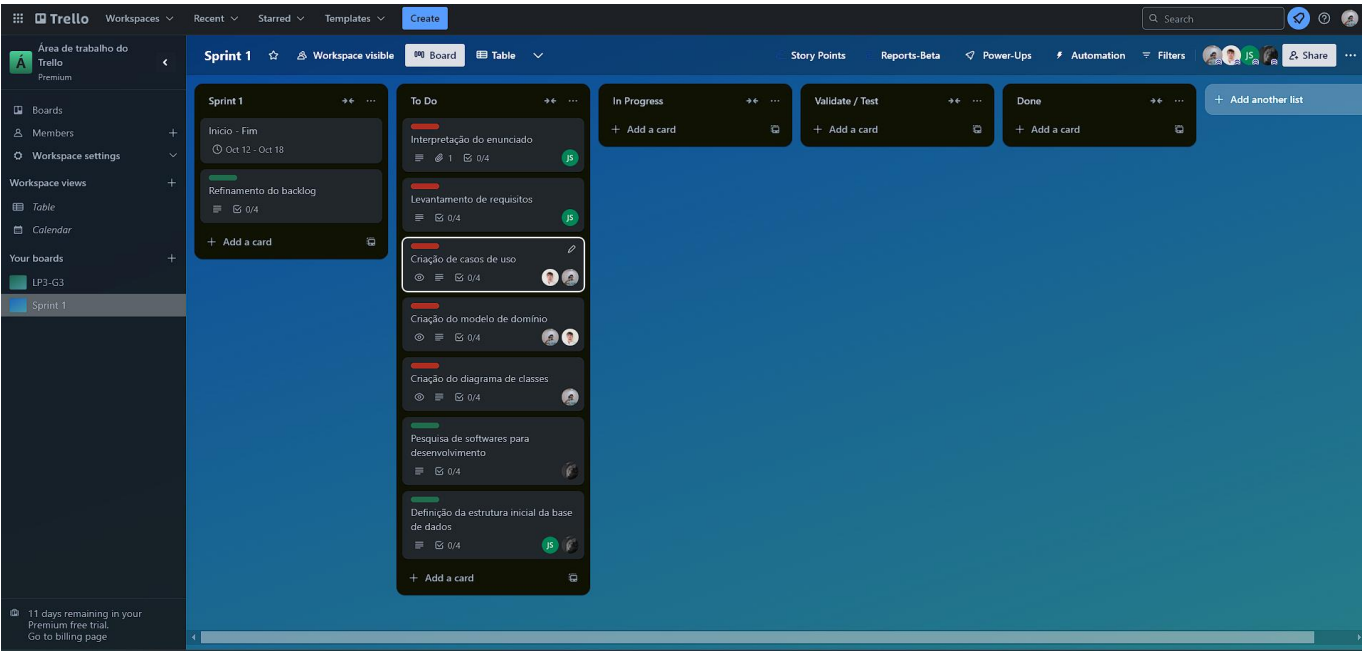 Trello Workspaces Recent Starred Templates Create Search
Á Área de trabalho do Trello
Premium
Sprint 1 Workspace visible Board Table Story Points Reports-Beta Power-Ups Automation Filters JS Share
Boards
Members
Workspace settings
Workspace views
Table
Calendar
Your boards
LP3-G3
Sprint 1
11 days remaining in your
Premium free trial.
Go to billing page
Sprint 1
Inicio - Fim
Oct 12 - Oct 18
Refinamento do backlog
0/4
+ Add a card
To Do
Interpretação do enunciado
1 0/4 JS
Levantamento de requisitos
0/4 JS
Criação de casos de uso
0/4
Criação do modelo de domínio
0/4
Criação do diagrama de classes
0/4
Pesquisa de softwares para
desenvolvimento
0/4
Definição da estrutura inicial da base
de dados
0/4 JS
+ Add a card
In Progress
+ Add a card
Validate / Test
+ Add a card
Done
+ Add a card
+ Add another list